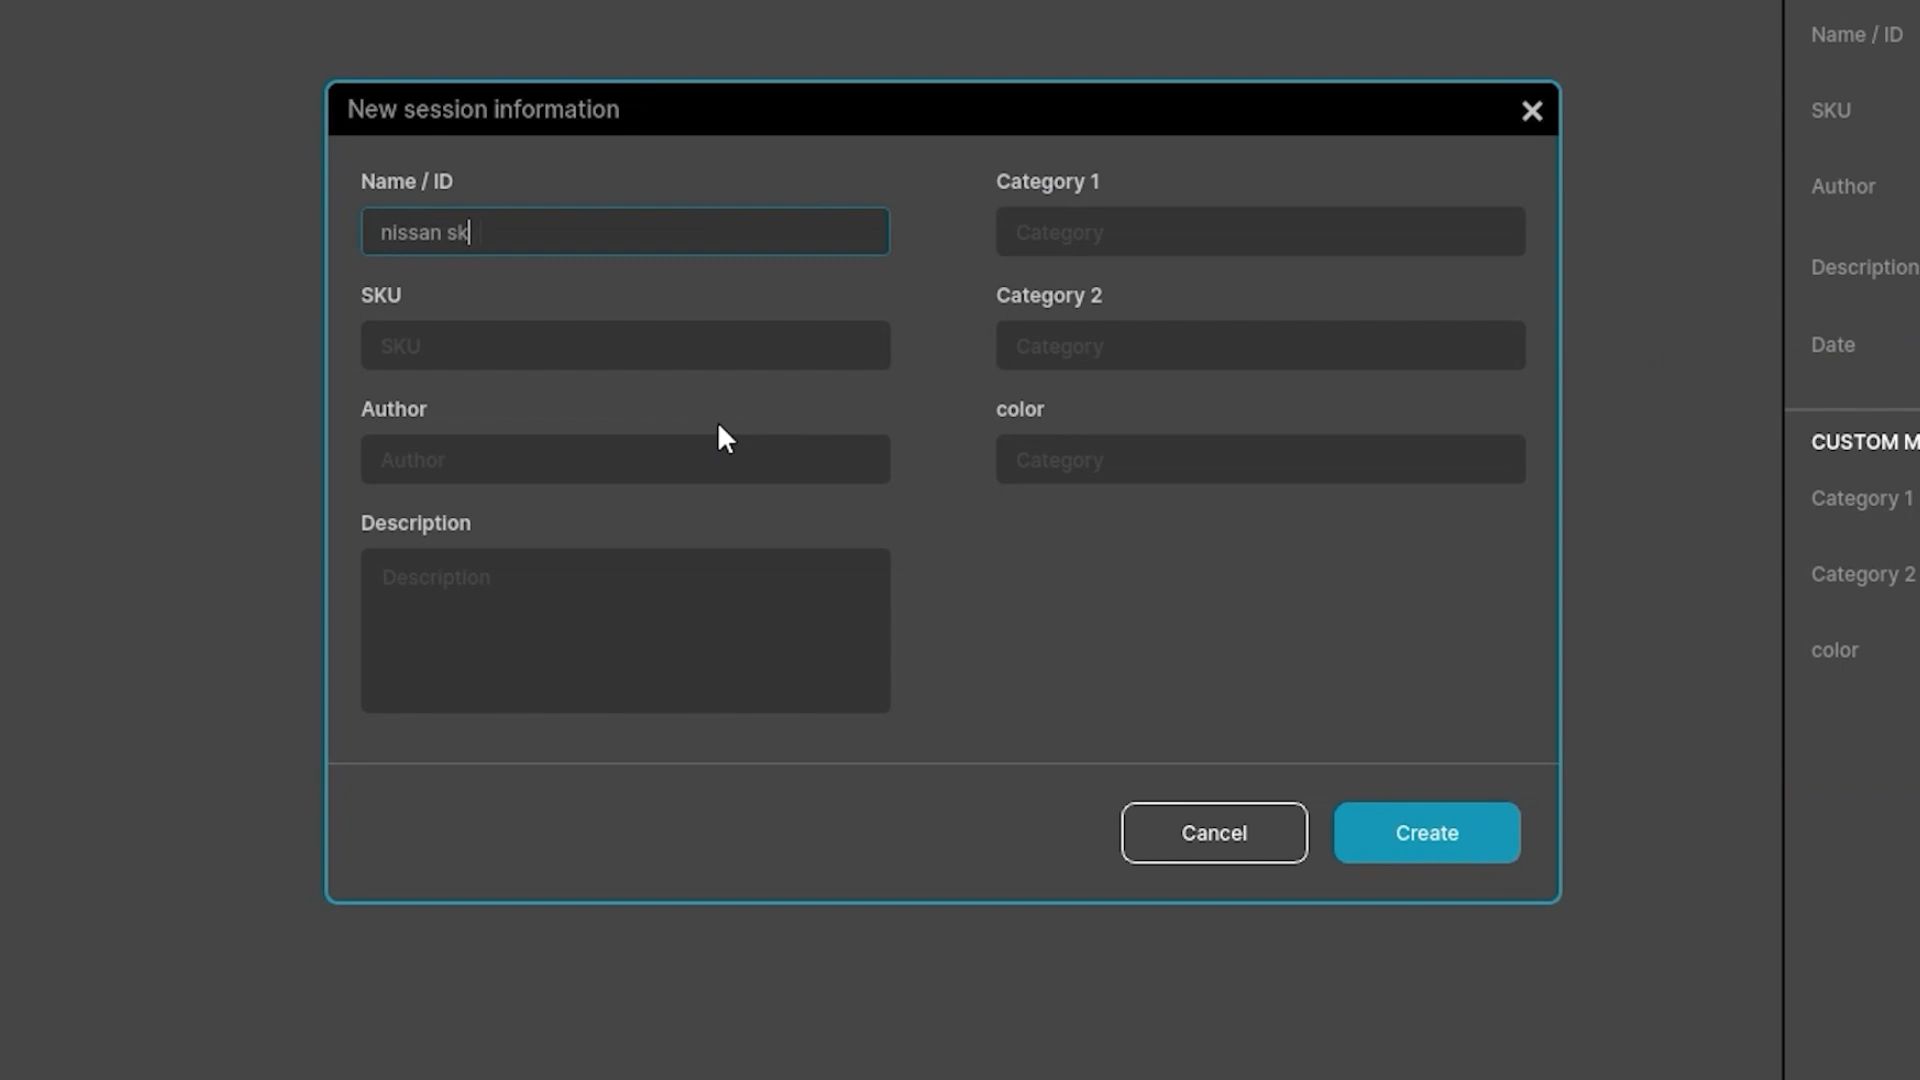 New session information
Name / ID
nissan sk
SKU
SKU
Author
Author
Description
Description
Category 1
Category
Category 2
Category
color
Category
Cancel
Create
Name / ID
SKU
Author
Description
Date
CUSTOM M
Category 1
Category 2
color